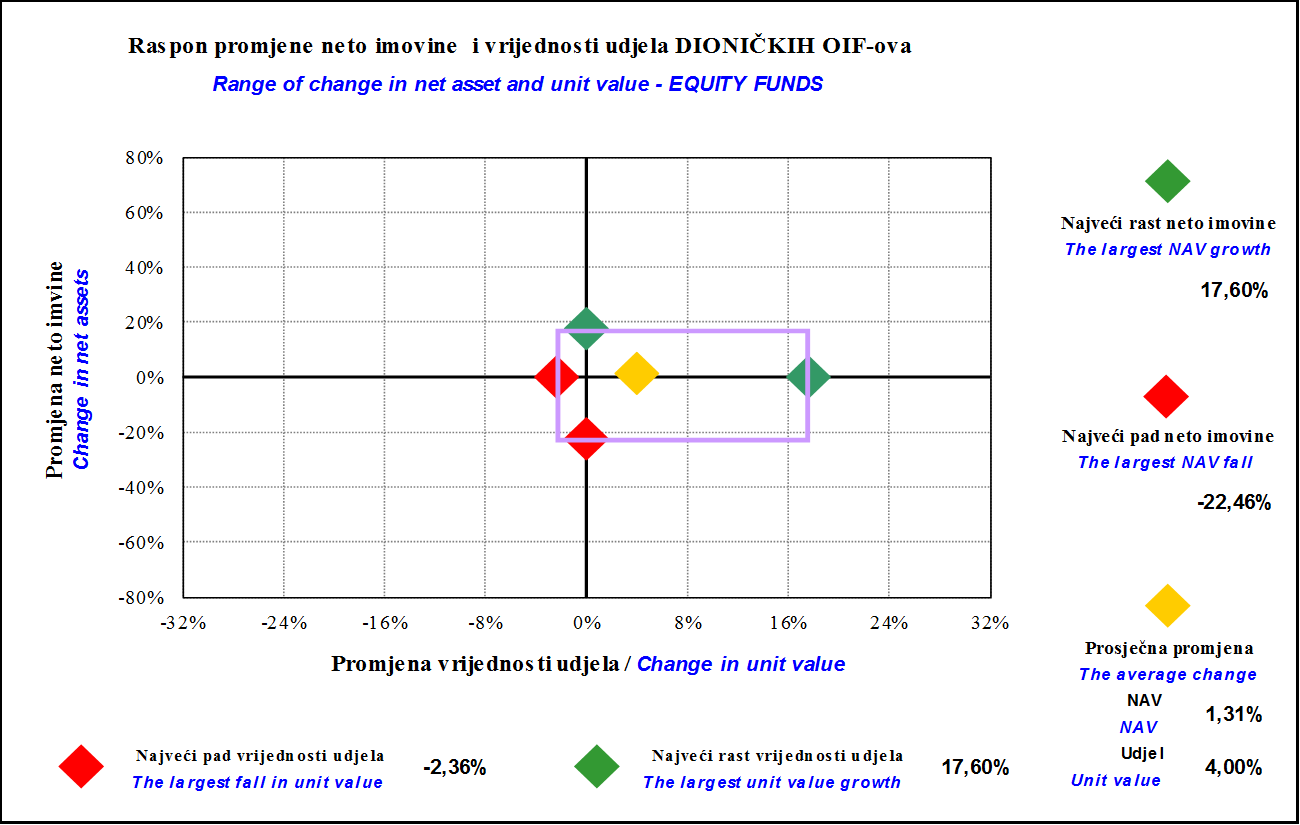 Raspon promjene neto imovine i vrijednosti udjela DIONIČKIH OIF-ova
Range of change in net asset and unit value - EQUITY FUNDS
80%
60%
40%
20%
0%
-20%
-40%
-60%
-80%
-32%
-24%
-16%
-8%
0%
8%
16%
24%
32%
Promjena neto imvine
Change in net assets
Promjena vrijednosti udjela / Change in unit value
Najveći rast neto imovine
The largest NAV growth
17,60%
Najveći pad neto imovine
The largest NAV fall
-22,46%
Prosječna promjena
The average change
NAV
NAV
1,31%
Udjel
Unit value
4,00%
Najveći pad vrijednosti udjela
The largest fall in unit value
-2,36%
Najveći rast vrijednosti udjela
The largest unit value growth
17,60%